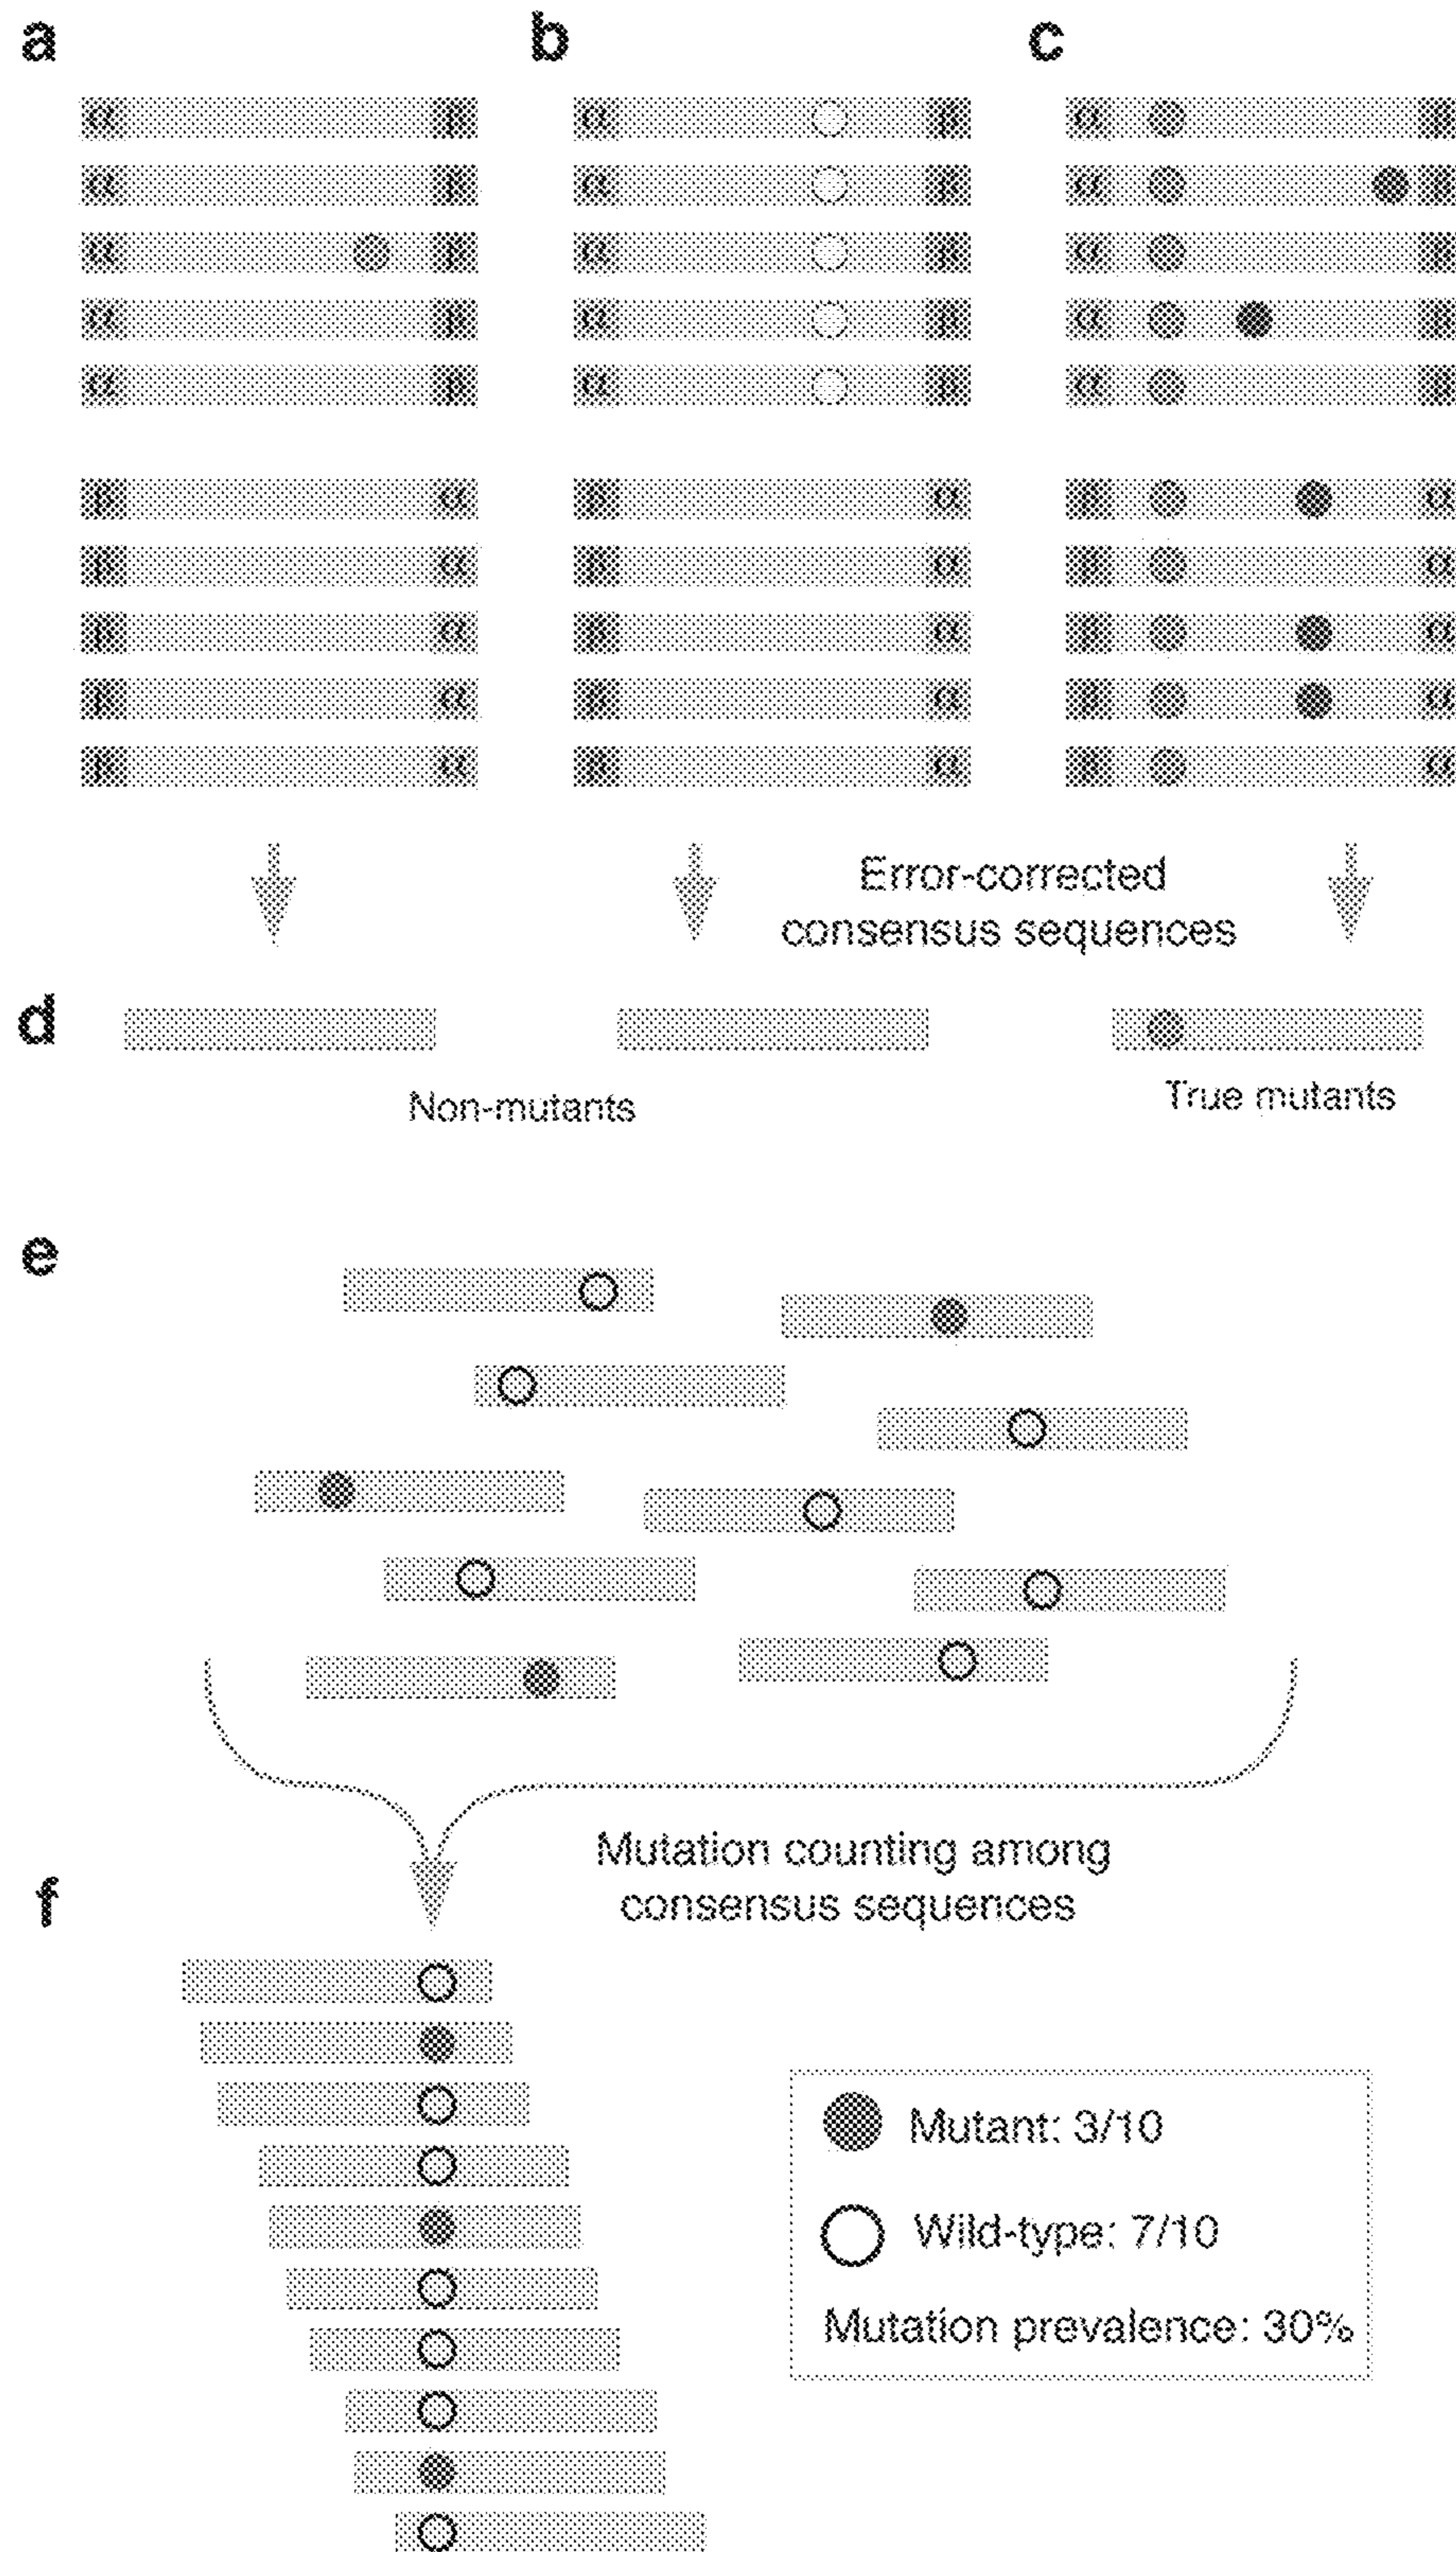 a b c
α β α β α β
α β α β α β
α β α β α β
α β α β α β
α β α β α β
β α β α β α
β α β α β α
β α β α β α
β α β α β α
β α β α β α
Error-corrected
consensus sequences
d
Non-mutants
True mutants
e
Mutation counting among
consensus sequences
f
Mutant: 3/10
Wild-type: 7/10
Mutation prevalence: 30%